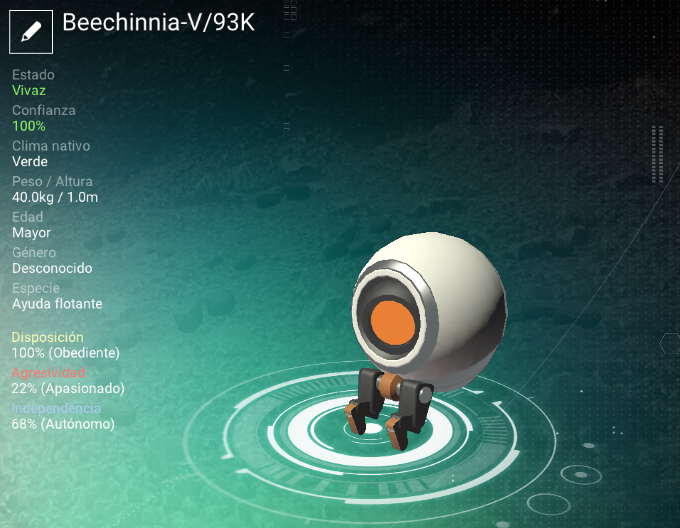 Beechinnia-V/93K
Estado
Vivaz
Confianza
100%
Clima nativo
Verde
Peso / Altura
40.0kg / 1.0m
Edad
Mayor
Género
Desconocido
Especie
Ayuda flotante
Disposición
100% (Obediente)
Agresividad
22% (Apasionado)
Independencia
68% (Autónomo)